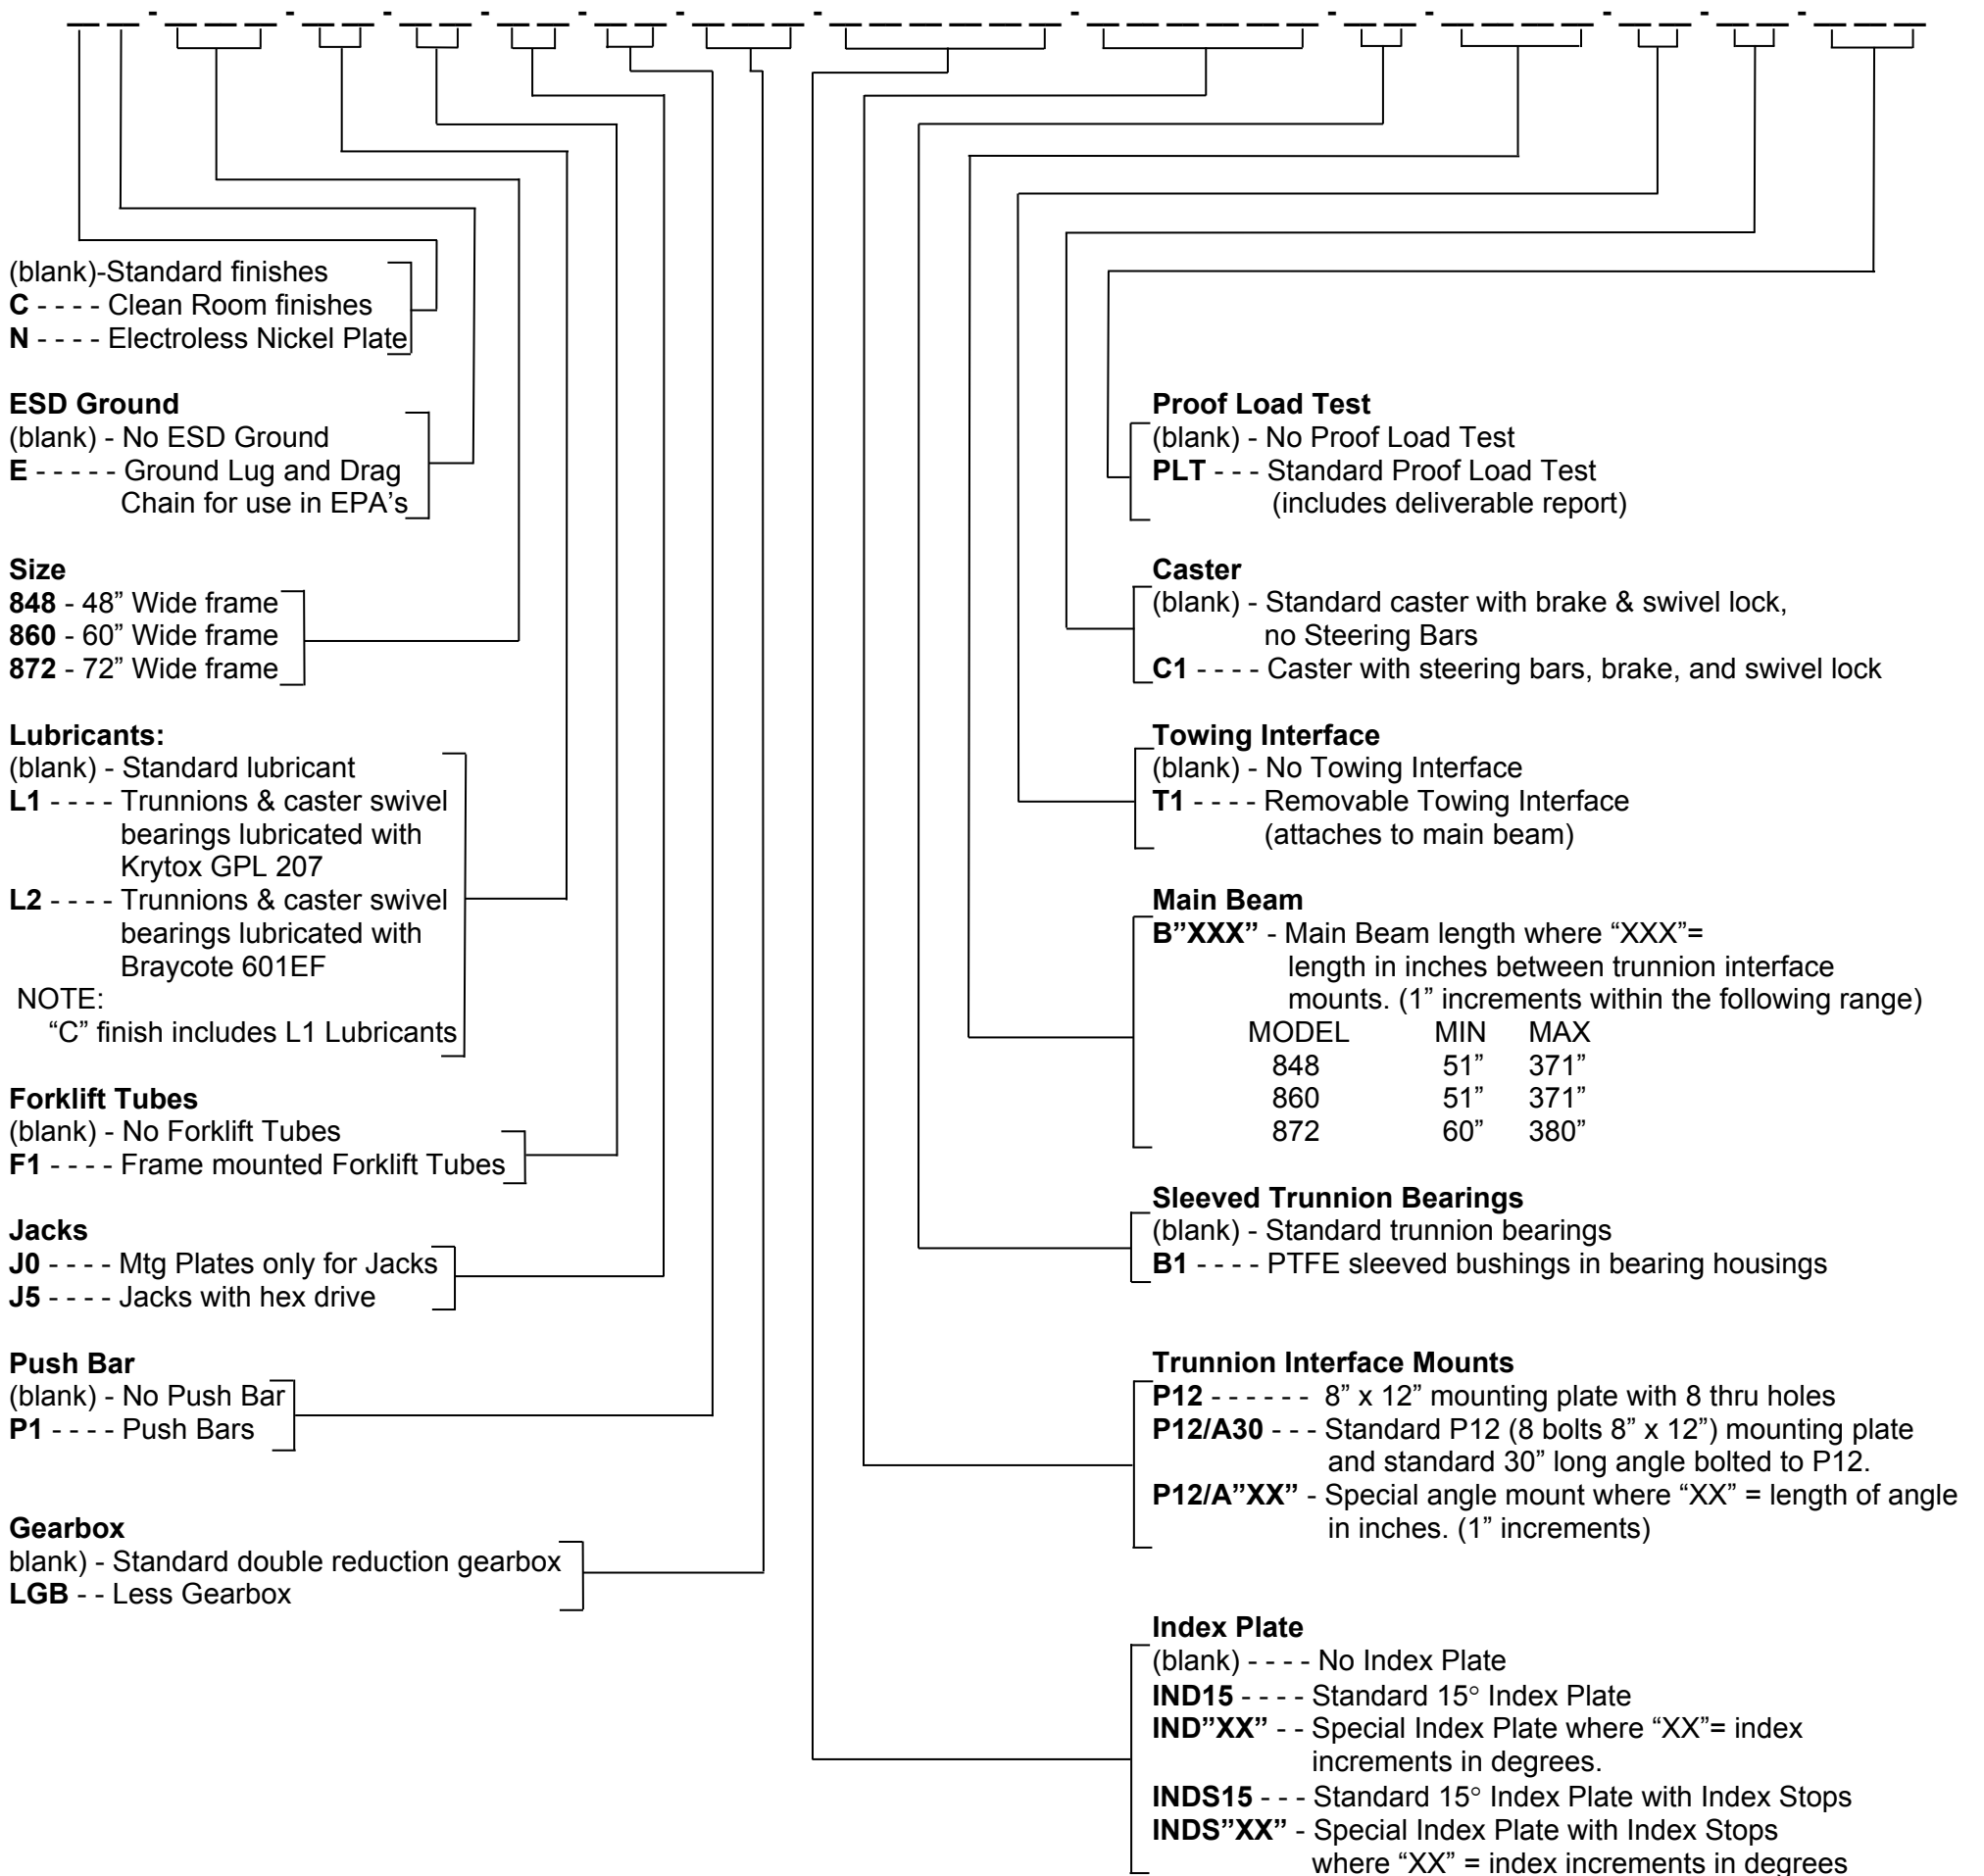 (blank)-Standard finishes
C - - - - Clean Room finishes
N - - - - Electroless Nickel Plate
ESD Ground
(blank) - No ESD Ground
E - - - - - Ground Lug and Drag
Chain for use in EPA’s
Size
848 - 48” Wide frame
860 - 60” Wide frame
872 - 72” Wide frame
Lubricants:
(blank) - Standard lubricant
L1 - - - - Trunnions & caster swivel
bearings lubricated with
Krytox GPL 207
L2 - - - - Trunnions & caster swivel
bearings lubricated with
Braycote 601EF
NOTE:
“C” finish includes L1 Lubricants
Forklift Tubes
(blank) - No Forklift Tubes
F1 - - - - Frame mounted Forklift Tubes
Jacks
J0 - - - - Mtg Plates only for Jacks
J5 - - - - Jacks with hex drive
Push Bar
(blank) - No Push Bar
P1 - - - - Push Bars
Gearbox
blank) - Standard double reduction gearbox
LGB - - Less Gearbox
Proof Load Test
(blank) - No Proof Load Test
PLT - - - Standard Proof Load Test
(includes deliverable report)
Caster
(blank) - Standard caster with brake & swivel lock,
no Steering Bars
C1 - - - - Caster with steering bars, brake, and swivel lock
Towing Interface
(blank) - No Towing Interface
T1 - - - - Removable Towing Interface
(attaches to main beam)
Main Beam
B”XXX” - Main Beam length where “XXX”=
length in inches between trunnion interface
mounts. (1” increments within the following range)
MODEL MIN MAX
848 51” 371”
860 51” 371”
872 60” 380”
Sleeved Trunnion Bearings
(blank) - Standard trunnion bearings
B1 - - - - PTFE sleeved bushings in bearing housings
Trunnion Interface Mounts
P12 - - - - - - 8” x 12” mounting plate with 8 thru holes
P12/A30 - - - Standard P12 (8 bolts 8” x 12”) mounting plate
and standard 30” long angle bolted to P12.
P12/A”XX” - Special angle mount where “XX” = length of angle
in inches. (1” increments)
Index Plate
(blank) - - - - No Index Plate
IND15 - - - - Standard 15° Index Plate
IND”XX” - - Special Index Plate where “XX”= index
increments in degrees.
INDS15 - - - Standard 15° Index Plate with Index Stops
INDS”XX” - Special Index Plate with Index Stops
where “XX” = index increments in degrees